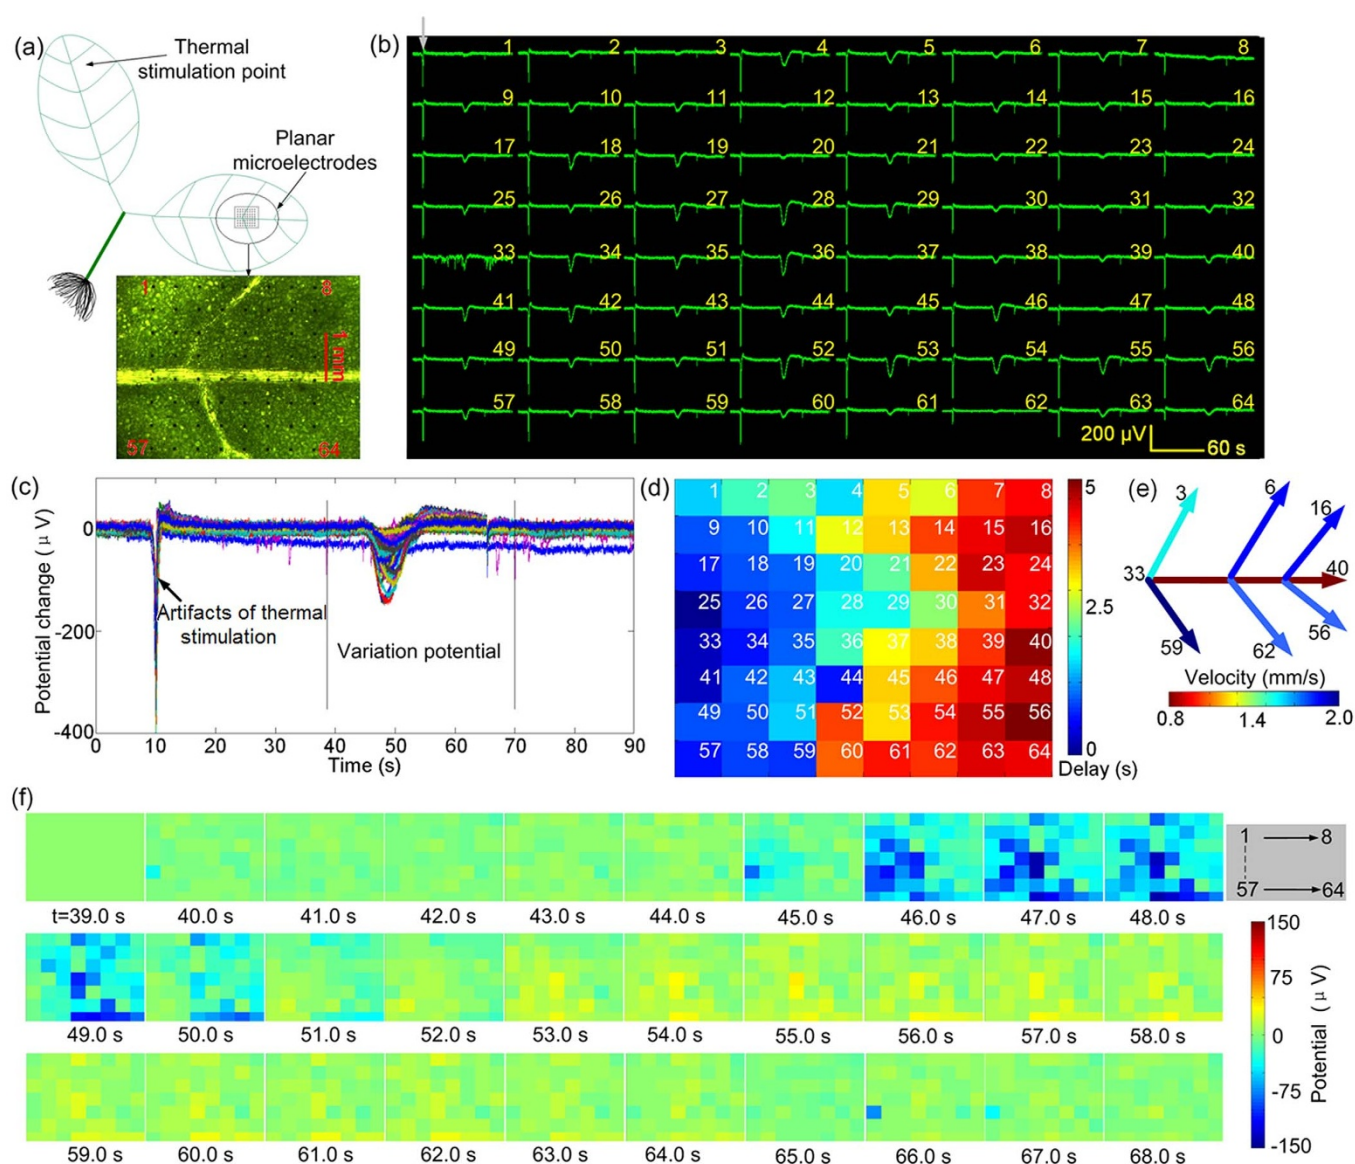 (a)
Thermal
stimulation point
Planar
microelectrodes
1 8
1 mm
57 64
(b)
1 2 3 4 5 6 7 8
9 10 11 12 13 14 15 16
17 18 19 20 21 22 23 24
25 26 27 28 29 30 31 32
33 34 35 36 37 38 39 40
41 42 43 44 45 46 47 48
49 50 51 52 53 54 55 56
57 58 59 60 61 62 63 64
200 μV
60 s
(c)
Potential change (μV)
0
-200
-400
Artifacts of thermal
stimulation
Variation potential
0 10 20 30 40 50 60 70 80 90
Time (s)
(d)
1 2 3 4 5 6 7 8
9 10 11 12 13 14 15 16
17 18 19 20 21 22 23 24
25 26 27 28 29 30 31 32
33 34 35 36 37 38 39 40
41 42 43 44 45 46 47 48
49 50 51 52 53 54 55 56
57 58 59 60 61 62 63 64
5
2.5
0
Delay (s)
(e)
3 6 16
33 40
59 62 56
Velocity (mm/s)
0.8 1.4 2.0
(f)
t=39.0 s 40.0 s 41.0 s 42.0 s 43.0 s 44.0 s 45.0 s 46.0 s 47.0 s 48.0 s
1 8
57 64
49.0 s 50.0 s 51.0 s 52.0 s 53.0 s 54.0 s 55.0 s 56.0 s 57.0 s 58.0 s
59.0 s 60.0 s 61.0 s 62.0 s 63.0 s 64.0 s 65.0 s 66.0 s 67.0 s 68.0 s
150
75
0
-75
-150
Potential (μV)